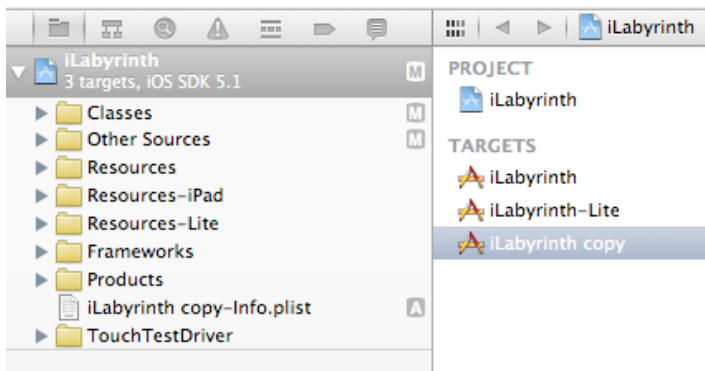 iLabyrinth
3 targets, iOS SDK 5.1
M
Classes
M
Other Sources
M
Resources
Resources-iPad
Resources-Lite
Frameworks
Products
iLabyrinth copy-Info.plist
A
TouchTestDriver
iLabyrinth
PROJECT
iLabyrinth
TARGETS
iLabyrinth
iLabyrinth-Lite
iLabyrinth copy